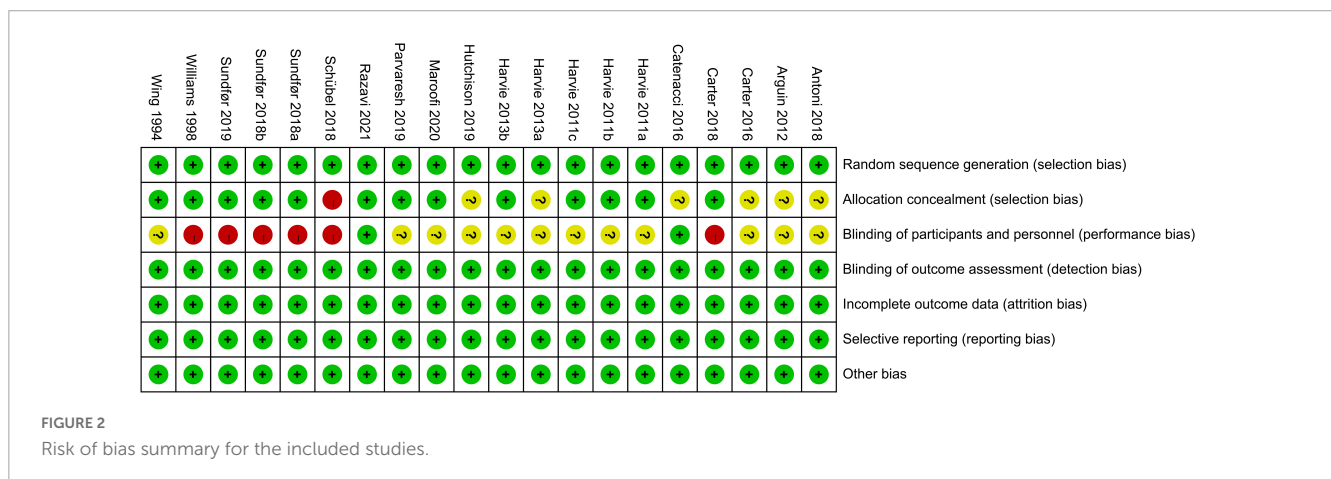 Wing 1994
Williams 1998
Sundfør 2019
Sundfør 2018b
Sundfør 2018a
Schübel 2018
Razavi 2021
Parvaresh 2019
Maroofi 2020
Hutchison 2019
Harvie 2013b
Harvie 2013a
Harvie 2011c
Harvie 2011b
Harvie 2011a
Catenacci 2016
Carter 2018
Carter 2016
Arguin 2012
Antoni 2018
+ + + + + + + + + + + + + + + + + + + + Random sequence generation (selection bias)
+ + + + + - + + + ? + ? + + + ? + ? ? ? Allocation concealment (selection bias)
? - - - - - + ? ? ? ? ? ? ? ? + - ? ? ? Blinding of participants and personnel (performance bias)
+ + + + + + + + + + + + + + + + + + + + Blinding of outcome assessment (detection bias)
+ + + + + + + + + + + + + + + + + + + + Incomplete outcome data (attrition bias)
+ + + + + + + + + + + + + + + + + + + + Selective reporting (reporting bias)
+ + + + + + + + + + + + + + + + + + + + Other bias
FIGURE 2
Risk of bias summary for the included studies.